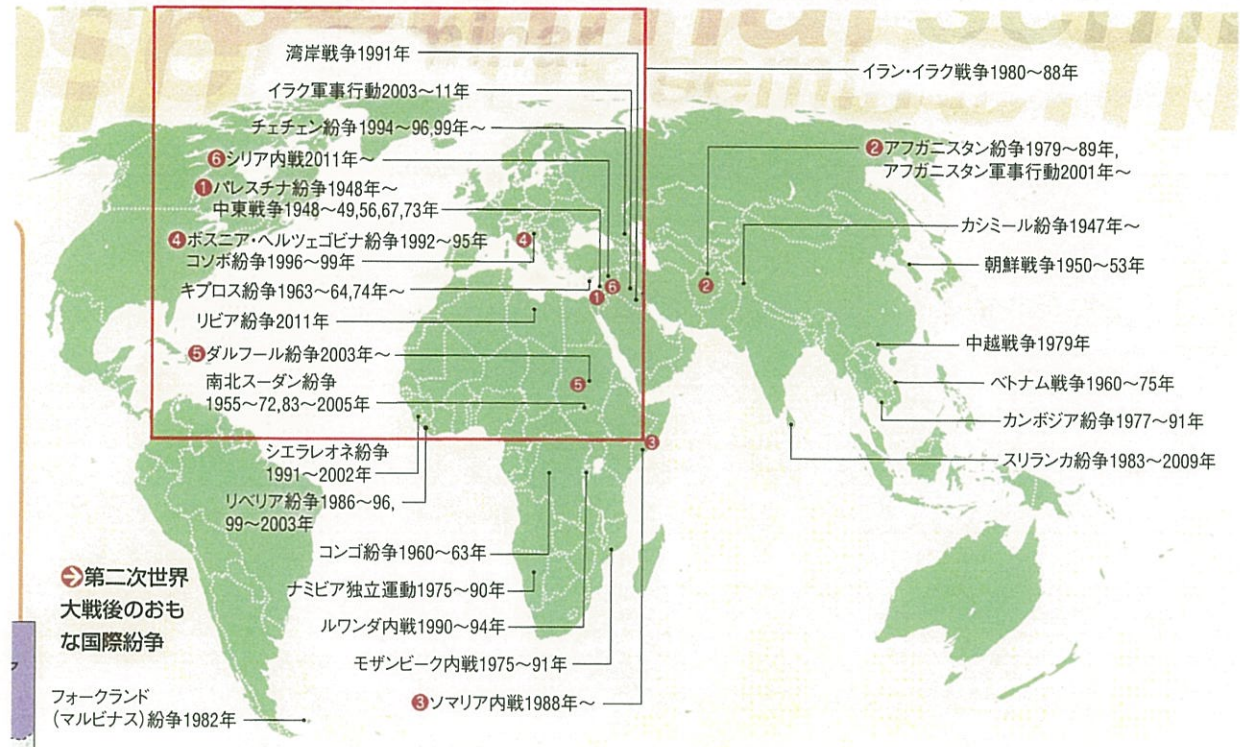 湾岸戦争1991年
イラク軍事行動2003～11年
チェチェン紛争1994～96,99年～
❻シリア内戦2011年～
❶パレスチナ紛争1948年～
中東戦争1948～49,56,67,73年
❹ボスニア・ヘルツェゴビナ紛争1992～95年
コソボ紛争1996～99年
キプロス紛争1963～64,74年～
リビア紛争2011年
❺ダルフール紛争2003年～
南北スーダン紛争
1955～72,83～2005年
シエラレオネ紛争
1991～2002年
リベリア紛争1986～96,
99～2003年
コンゴ紛争1960～63年
ナミビア独立運動1975～90年
ルワンダ内戦1990～94年
モザンビーク内戦1975～91年
❸ソマリア内戦1988年～
フォークランド
(マルビナス)紛争1982年
➔第二次世界
大戦後のおも
な国際紛争
イラン・イラク戦争1980～88年
❷アフガニスタン紛争1979～89年,
アフガニスタン軍事行動2001年～
カシミール紛争1947年～
朝鮮戦争1950～53年
中越戦争1979年
ベトナム戦争1960～75年
カンボジア紛争1977～91年
スリランカ紛争1983～2009年
❹
❻
❶
❷
❺
❸